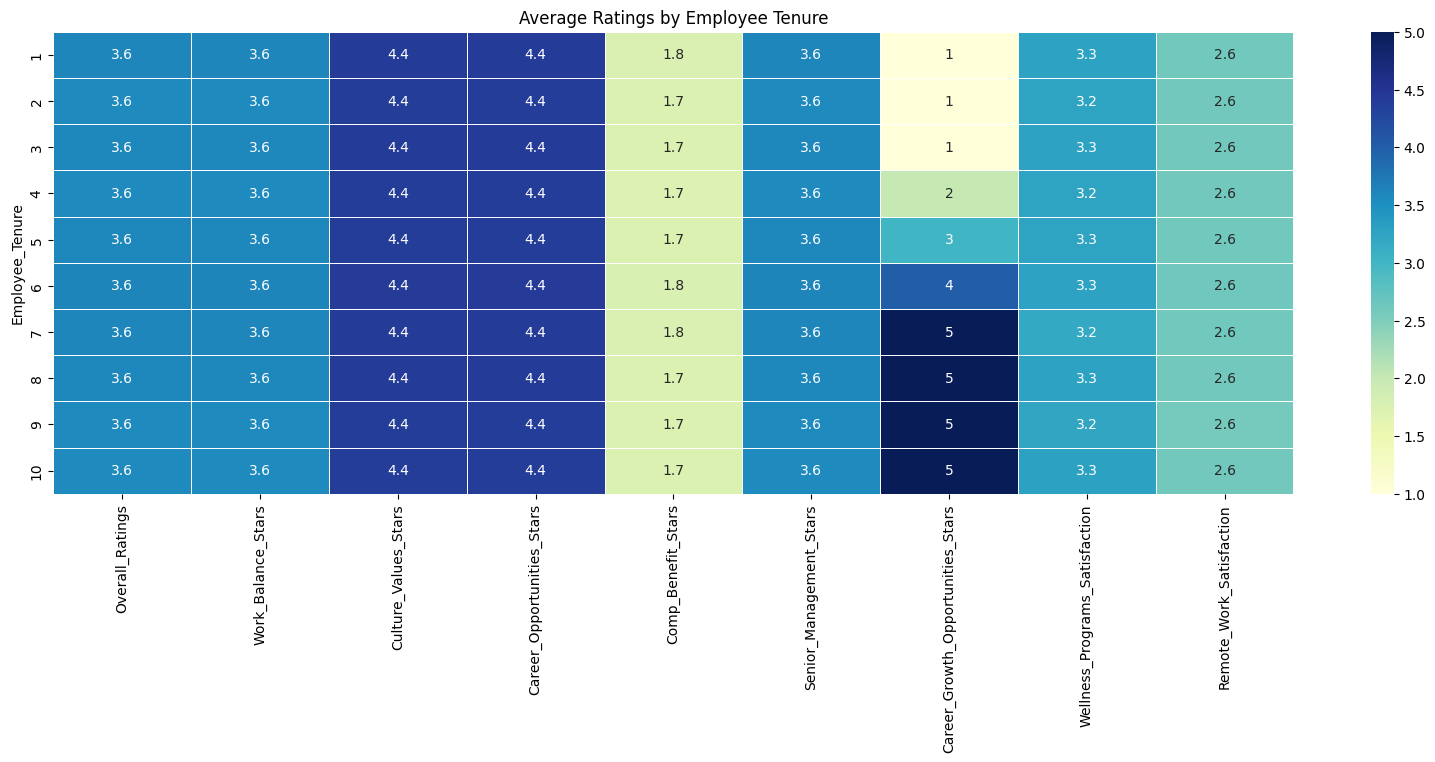 Average Ratings by Employee Tenure
Employee_Tenure
1 3.6 3.6 4.4 4.4 1.8 3.6 1 3.3 2.6
2 3.6 3.6 4.4 4.4 1.7 3.6 1 3.2 2.6
3 3.6 3.6 4.4 4.4 1.7 3.6 1 3.3 2.6
4 3.6 3.6 4.4 4.4 1.7 3.6 2 3.2 2.6
5 3.6 3.6 4.4 4.4 1.7 3.6 3 3.3 2.6
6 3.6 3.6 4.4 4.4 1.8 3.6 4 3.3 2.6
7 3.6 3.6 4.4 4.4 1.8 3.6 5 3.2 2.6
8 3.6 3.6 4.4 4.4 1.7 3.6 5 3.3 2.6
9 3.6 3.6 4.4 4.4 1.7 3.6 5 3.2 2.6
10 3.6 3.6 4.4 4.4 1.7 3.6 5 3.3 2.6
Overall_Ratings
Work_Balance_Stars
Culture_Values_Stars
Career_Opportunities_Stars
Comp_Benefit_Stars
Senior_Management_Stars
Career_Growth_Opportunities_Stars
Wellness_Programs_Satisfaction
Remote_Work_Satisfaction
5.0
4.5
4.0
3.5
3.0
2.5
2.0
1.5
1.0